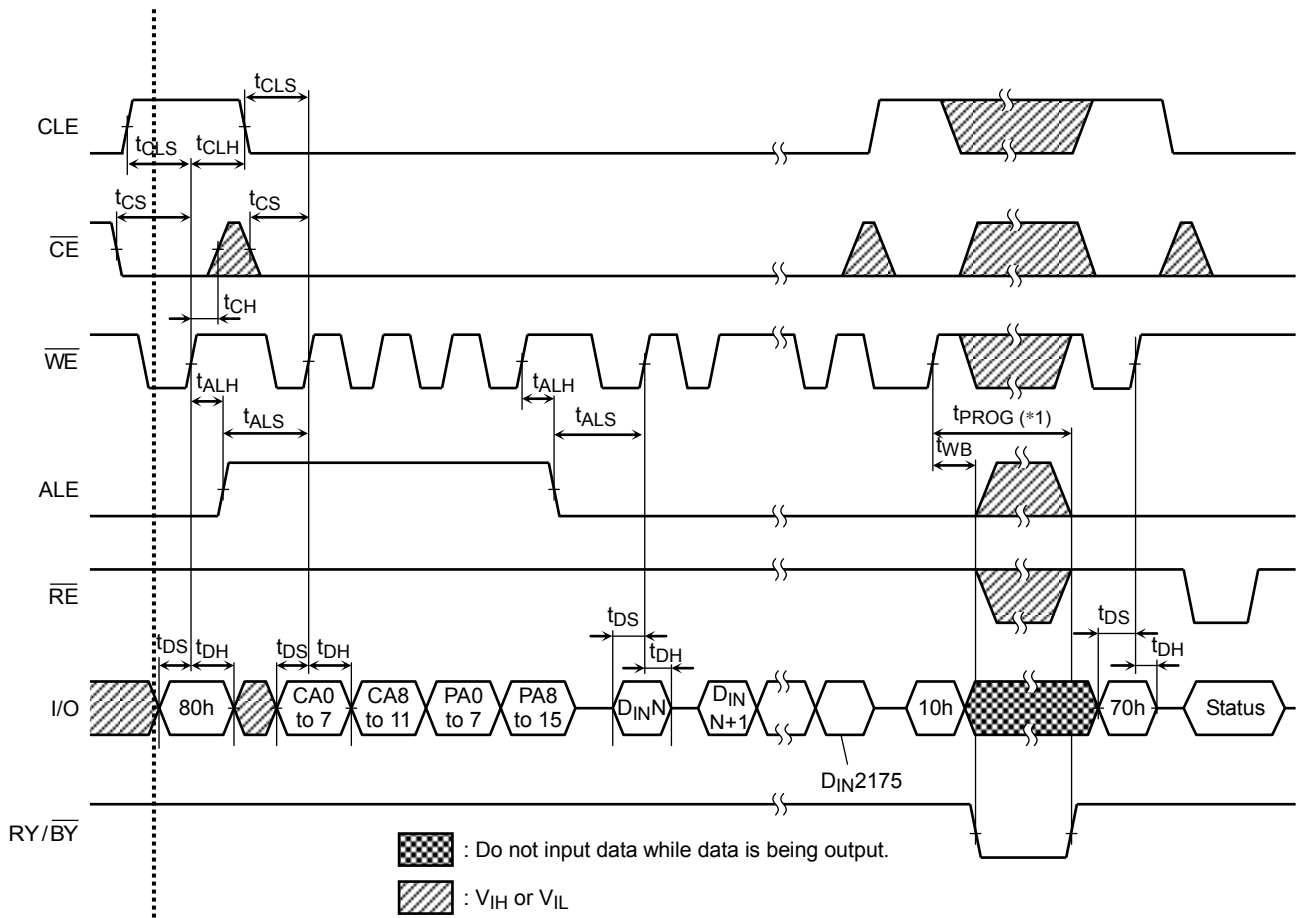 tCLS
CLE
tCLS tCLH
tCS tCS
CE
tCH
WE
tALH tALH
tALS tALS tPROG (*1)
tWB
ALE
RE
tDS tDH tDS tDH tDS tDH tDS tDH
I/O 80h CA0 to 7 CA8 to 11 PA0 to 7 PA8 to 15 DINN DIN N+1 10h 70h Status
DIN2175
RY/BY
: Do not input data while data is being output.
: VIH or VIL